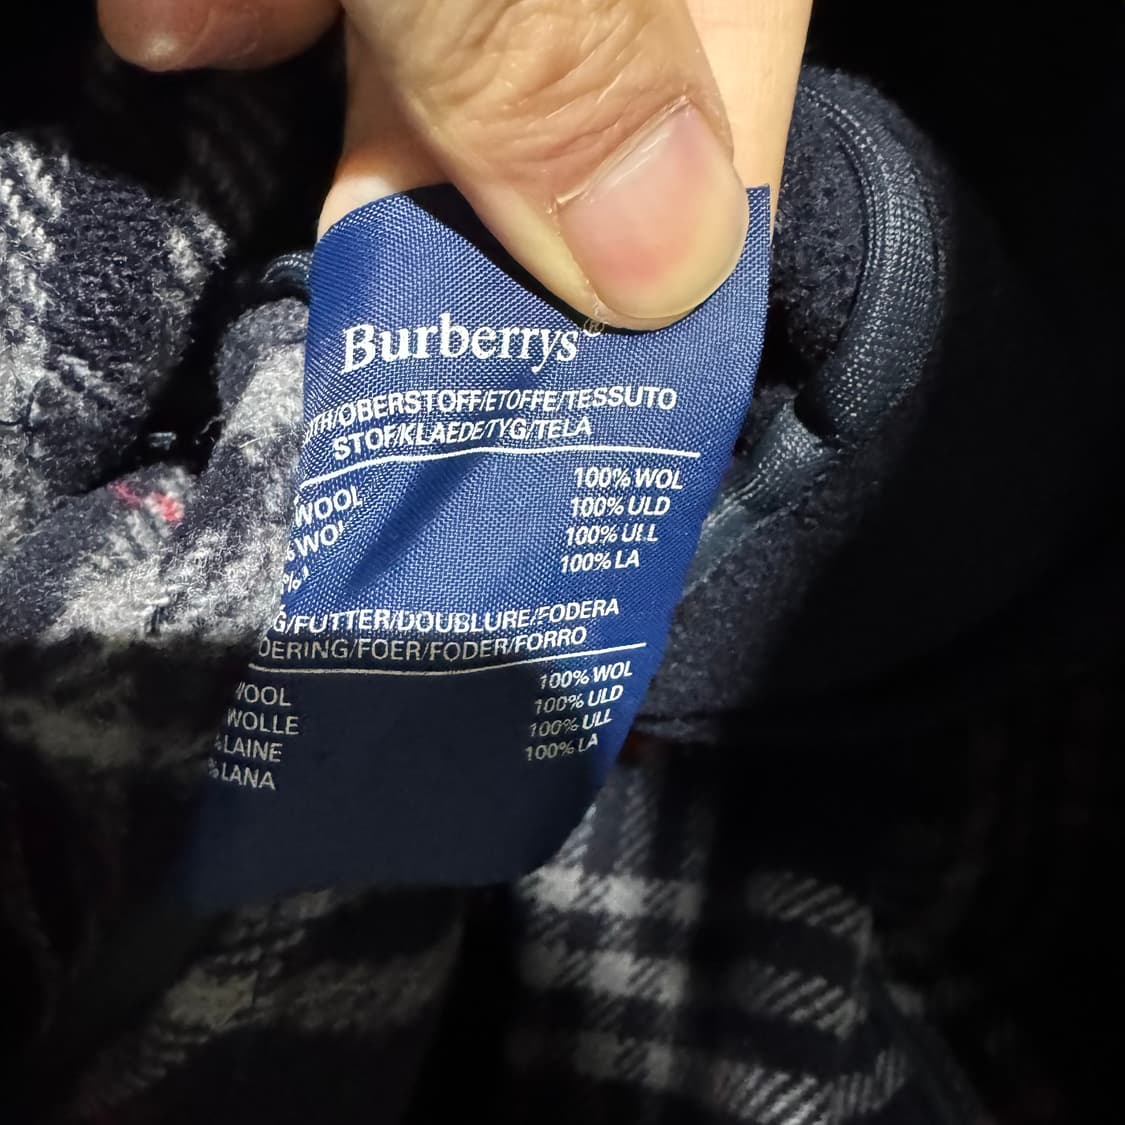 Burberrys®
/OBERSTOFF/ETOFFE/TESSUTO
STOF/KLAEDE/TYG/TELA
WOOL 100% WOL
100% ULD
100% ULL
100% LA
/FUTTER/DOUBLURE/FODERA
/FOER/FODER/FORRO
WOOL 100% WOL
WOLLE 100% ULD
LAINE 100% ULL
LANA 100% LA